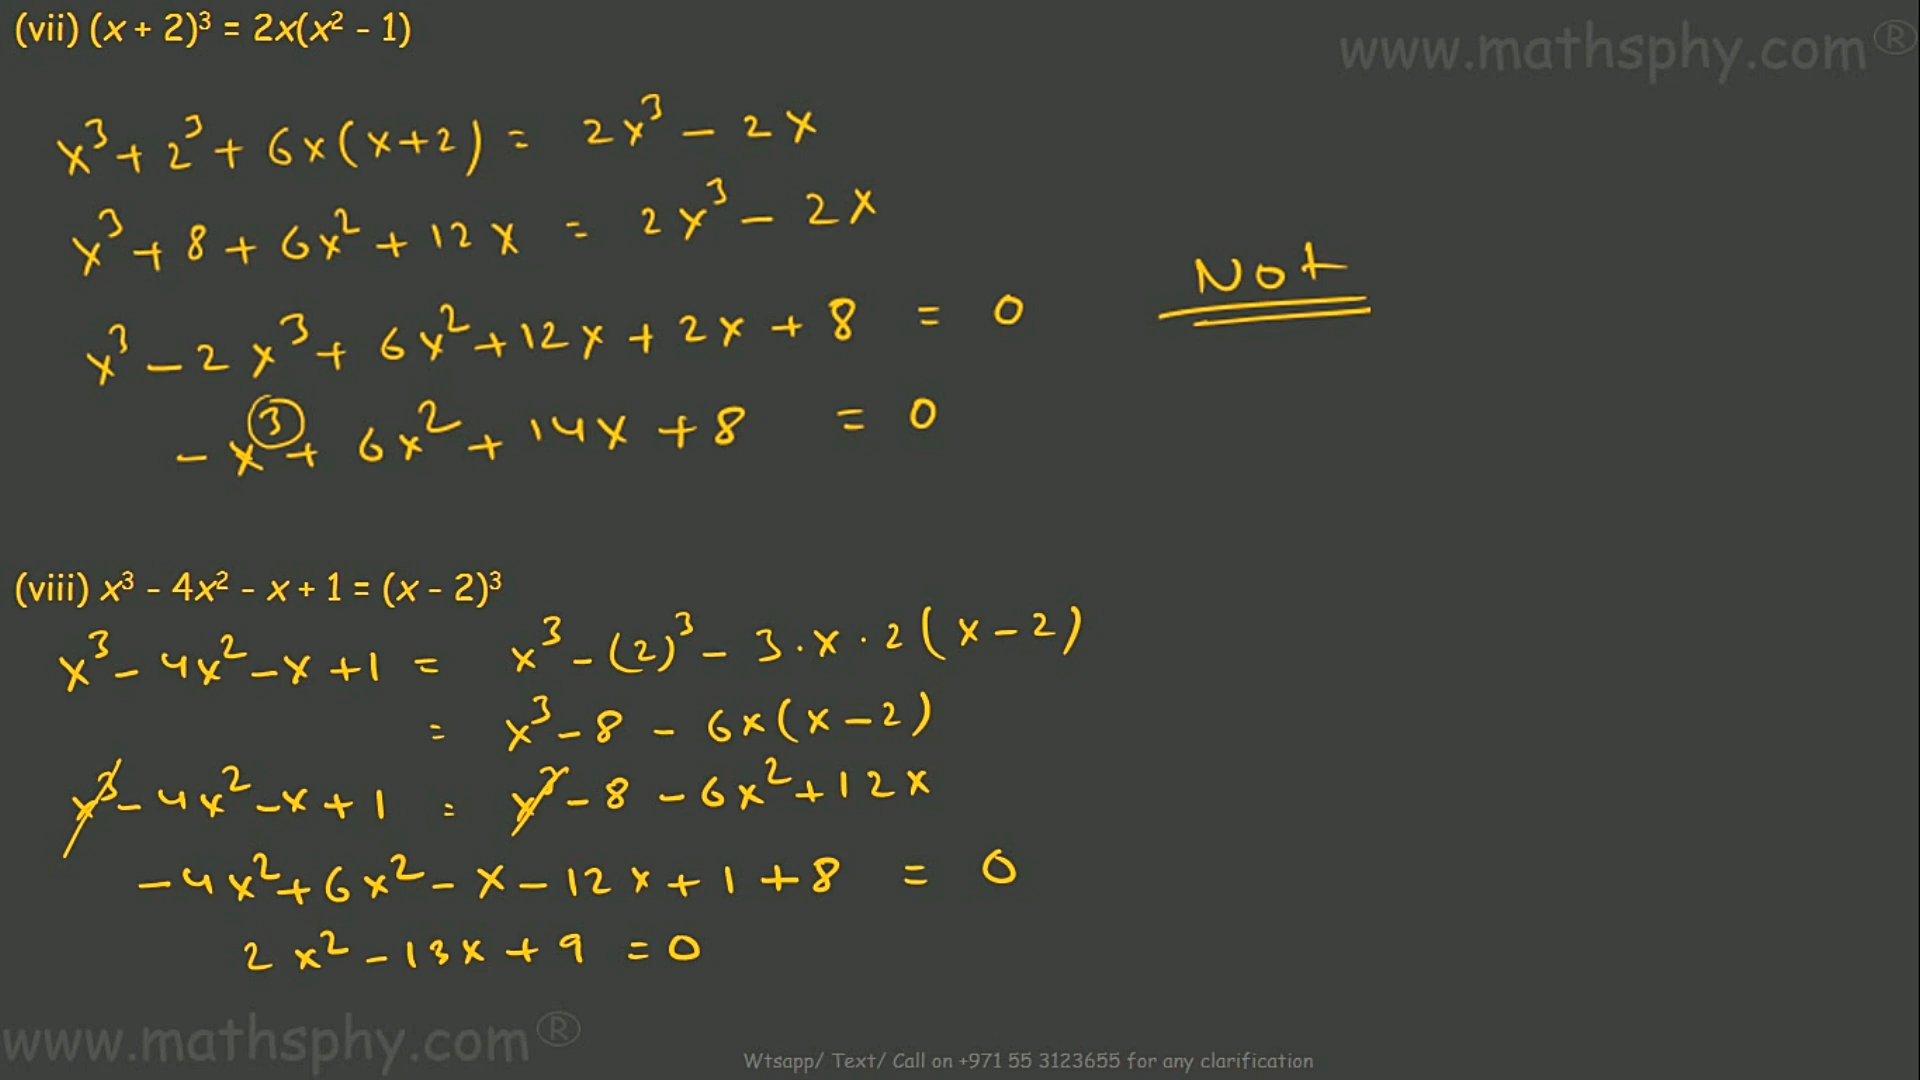 (vii) (x + 2)³ = 2x(x² - 1)
www.mathsphy.com®
x³ + 2³ + 6x(x+2) = 2x³ - 2x
x³ + 8 + 6x² + 12x = 2x³ - 2x
Not
x³ - 2x³ + 6x² + 12x + 2x + 8 = 0
-x³ + 6x² + 14x + 8 = 0
(viii) x³ - 4x² - x + 1 = (x - 2)³
x³ - 4x² - x + 1 = x³ - (2)³ - 3·x·2(x-2)
= x³ - 8 - 6x(x-2)
x³ - 4x² - x + 1 = x³ - 8 - 6x² + 12x
-4x² + 6x² - x - 12x + 1 + 8 = 0
2x² - 13x + 9 = 0
www.mathsphy.com®
Wtsapp/ Text/ Call on +971 55 3123655 for any clarification